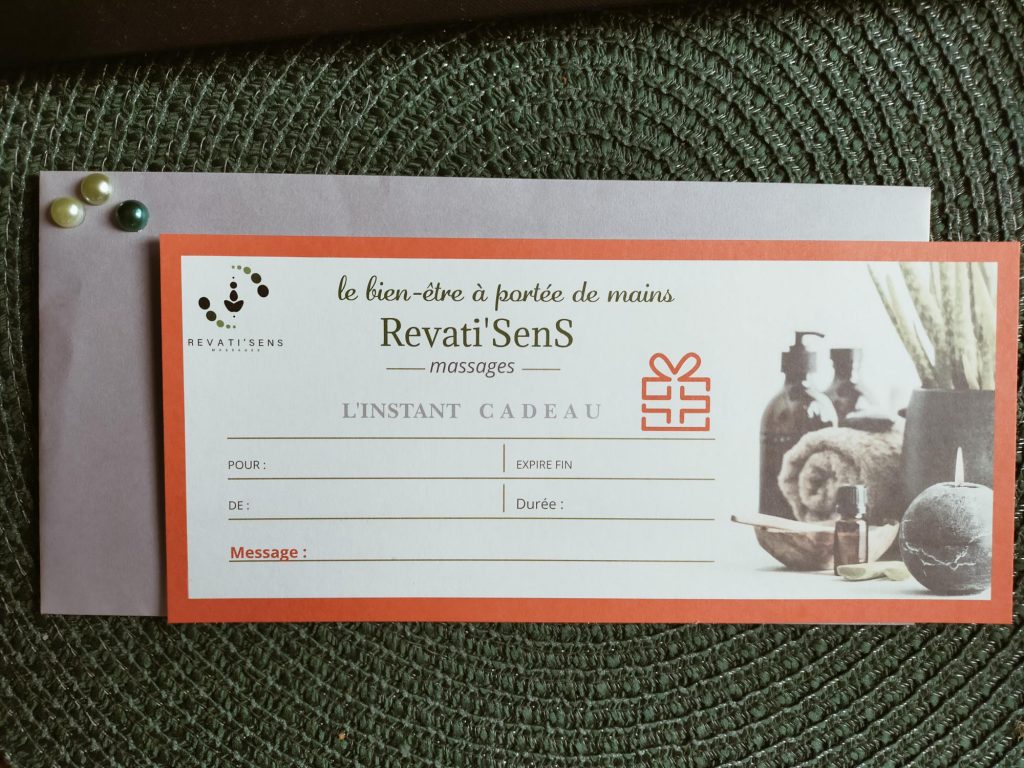 REVATI'SENS
MASSAGES
le bien-être à portée de mains
Revati'SenS
massages
L'INSTANT CADEAU
POUR :
EXPIRE FIN
DE :
Durée :
Message :